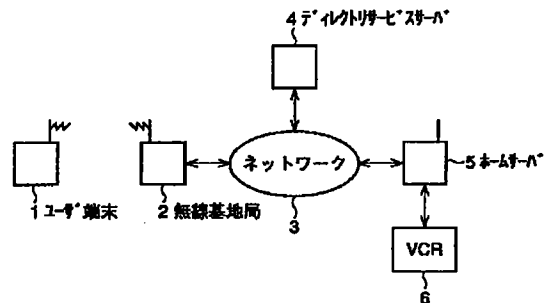 4 ディレクトリサービスサーバ
ネットワーク
1 ユーザ端末
2 無線基地局
3
5 ホームサーバ
VCR
6